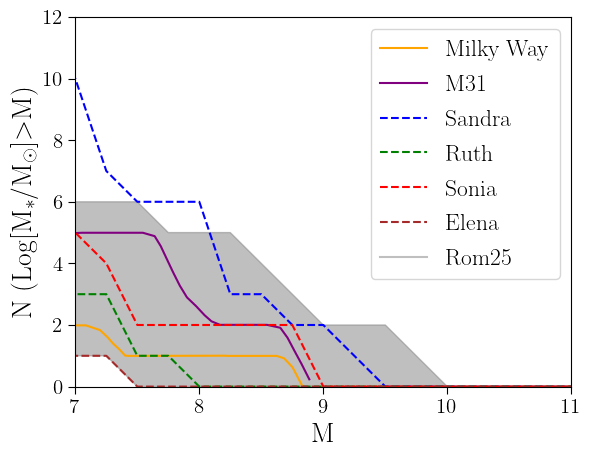 12
10
8
6
4
2
0
7
8
9
10
11
M
N (Log[M*/M☉]>M)
Milky Way
M31
Sandra
Ruth
Sonia
Elena
Rom25